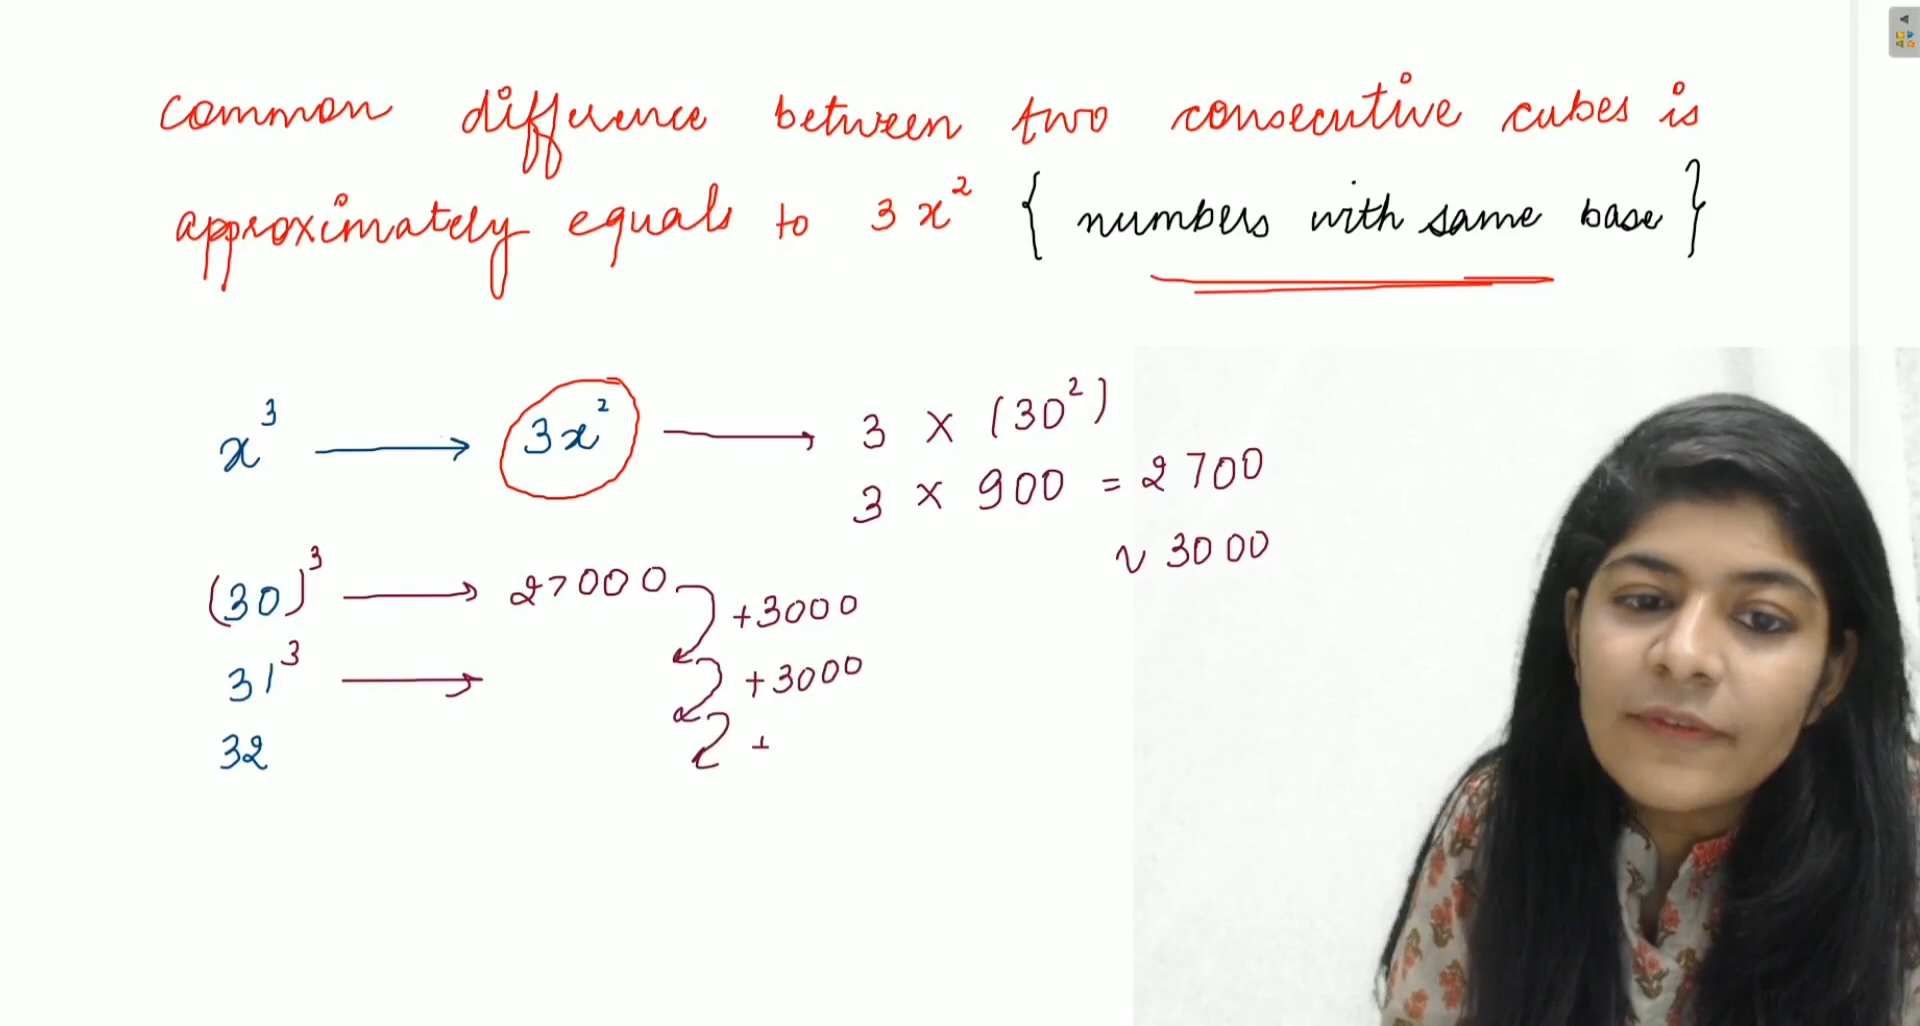 common difference between two consecutive cubes is
approximately equals to 3x² { numbers with same base }
x³ → 3x² → 3 × (30²)
3 × 900 = 2700
~ 3000
(30)³ → 27000 +3000
31³ → +3000
32 +